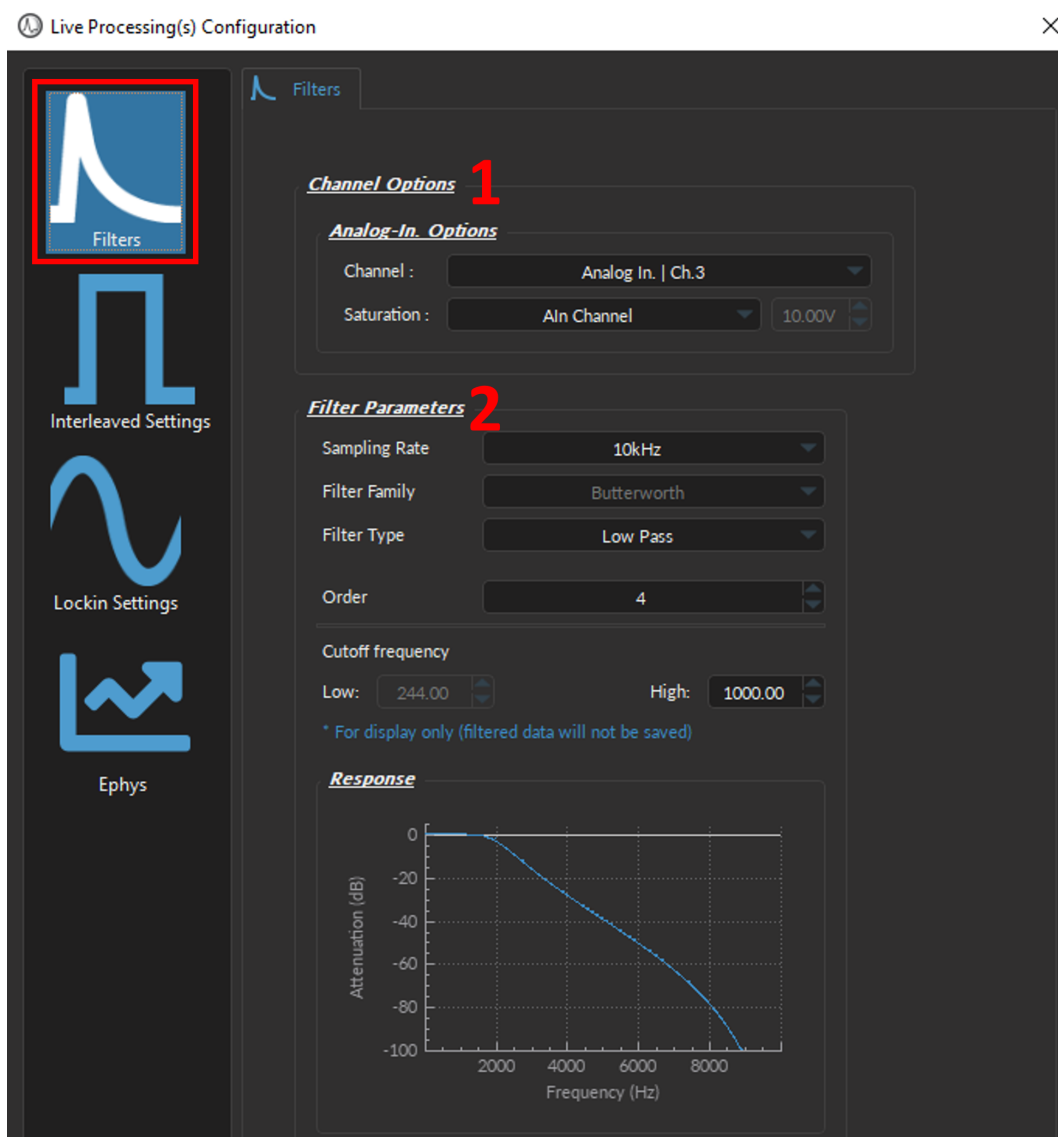 Live Processing(s) Configuration
Filters
Filters
Interleaved Settings
Lockin Settings
Ephys
Channel Options 1
Analog-In. Options
Channel : Analog In. | Ch.3
Saturation : AIn Channel 10.00V
Filter Parameters 2
Sampling Rate 10kHz
Filter Family Butterworth
Filter Type Low Pass
Order 4
Cutoff frequency
Low: 244.00 High: 1000.00
* For display only (filtered data will not be saved)
Response
0
-20
-40
-60
-80
-100
Attenuation (dB)
2000 4000 6000 8000
Frequency (Hz)